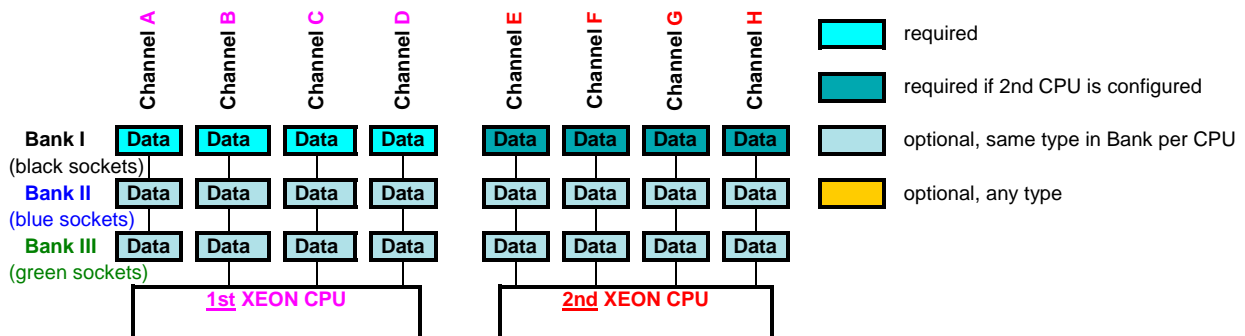 Channel A
Channel B
Channel C
Channel D
Channel E
Channel F
Channel G
Channel H
required
required if 2nd CPU is configured
optional, same type in Bank per CPU
optional, any type
Bank I
(black sockets)
Data Data Data Data Data Data Data Data
Bank II
(blue sockets)
Data Data Data Data Data Data Data Data
Bank III
(green sockets)
Data Data Data Data Data Data Data Data
1st XEON CPU
2nd XEON CPU